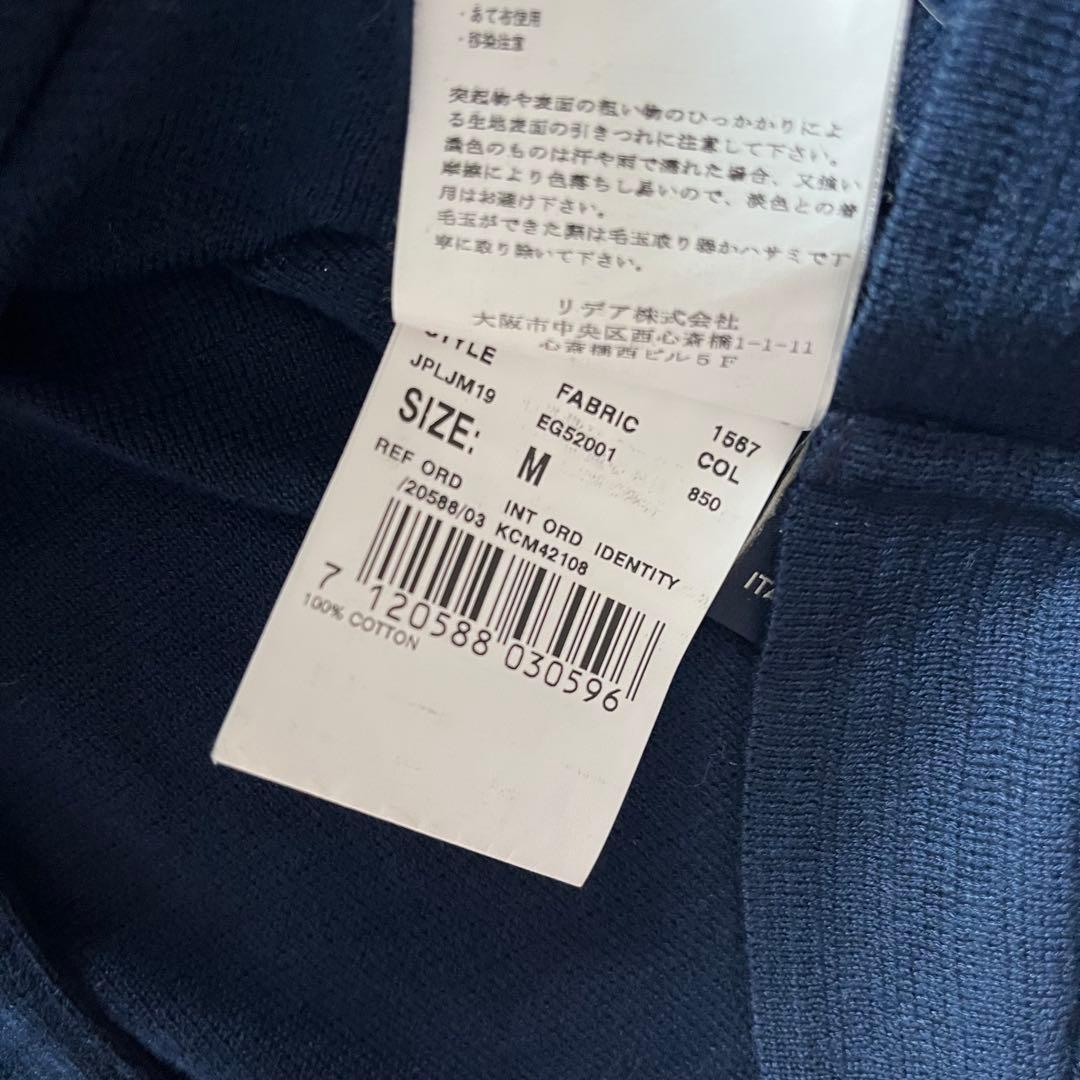 ・あて布使用
・移染注意
突起物や表面の粗い物のひっかかりによ
る生地表面の引きつれに注意して下さい。
濃色のものは汗や雨で濡れた場合、又強い
摩擦により色落ちし易いので、淡色との着
用はお避け下さい。
毛玉ができた際は毛玉取り器かハサミで丁
寧に取り除いて下さい。
リデア株式会社
大阪市中央区西心斎橋1-1-11
心斎橋西ビル5F
STYLE FABRIC 1567
JPLJM19 EG52001 COL
SIZE: M 850
REF ORD INT ORD IDENTITY
/20588/03 KCM42108
7 120588 030596
100% COTTON